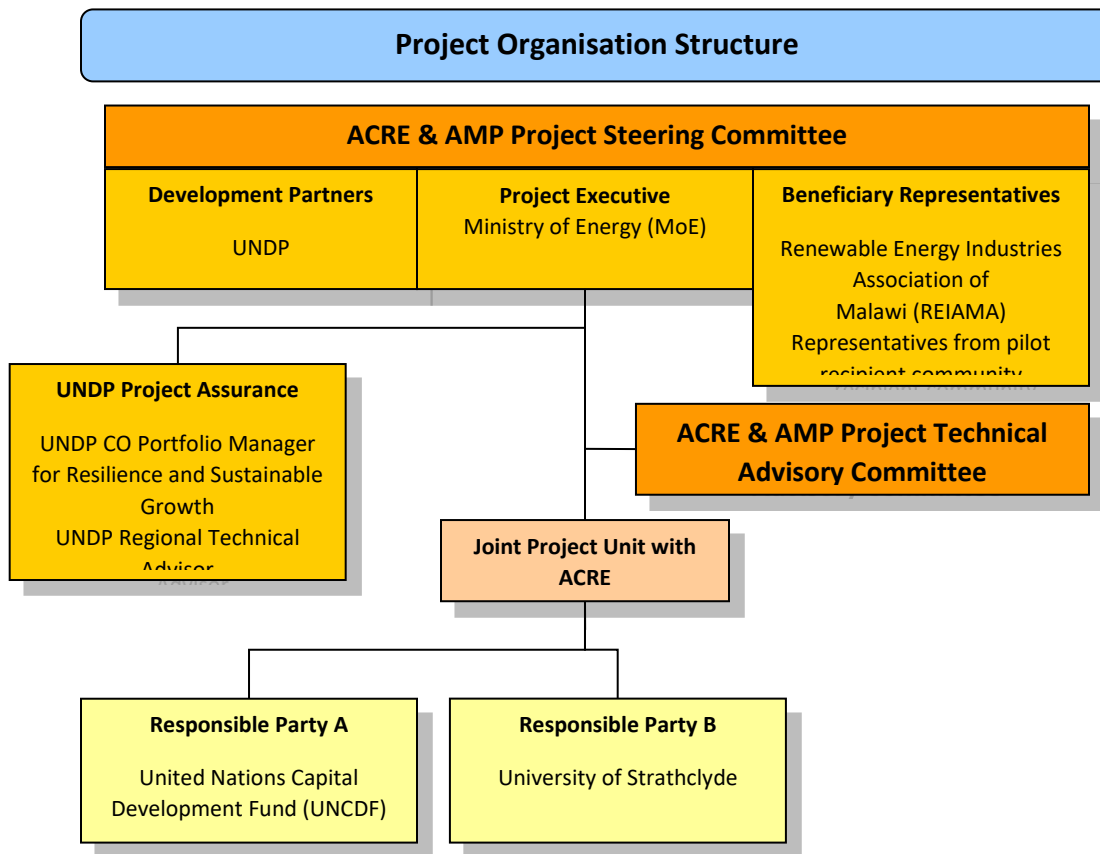 Project Organisation Structure
ACRE & AMP Project Steering Committee
Development Partners
UNDP
Project Executive
Ministry of Energy (MoE)
Beneficiary Representatives
Renewable Energy Industries
Association of
Malawi (REIAMA)
Representatives from pilot
recipient community
UNDP Project Assurance
UNDP CO Portfolio Manager
for Resilience and Sustainable
Growth
UNDP Regional Technical
Advisor
ACRE & AMP Project Technical
Advisory Committee
Joint Project Unit with
ACRE
Responsible Party A
United Nations Capital
Development Fund (UNCDF)
Responsible Party B
University of Strathclyde